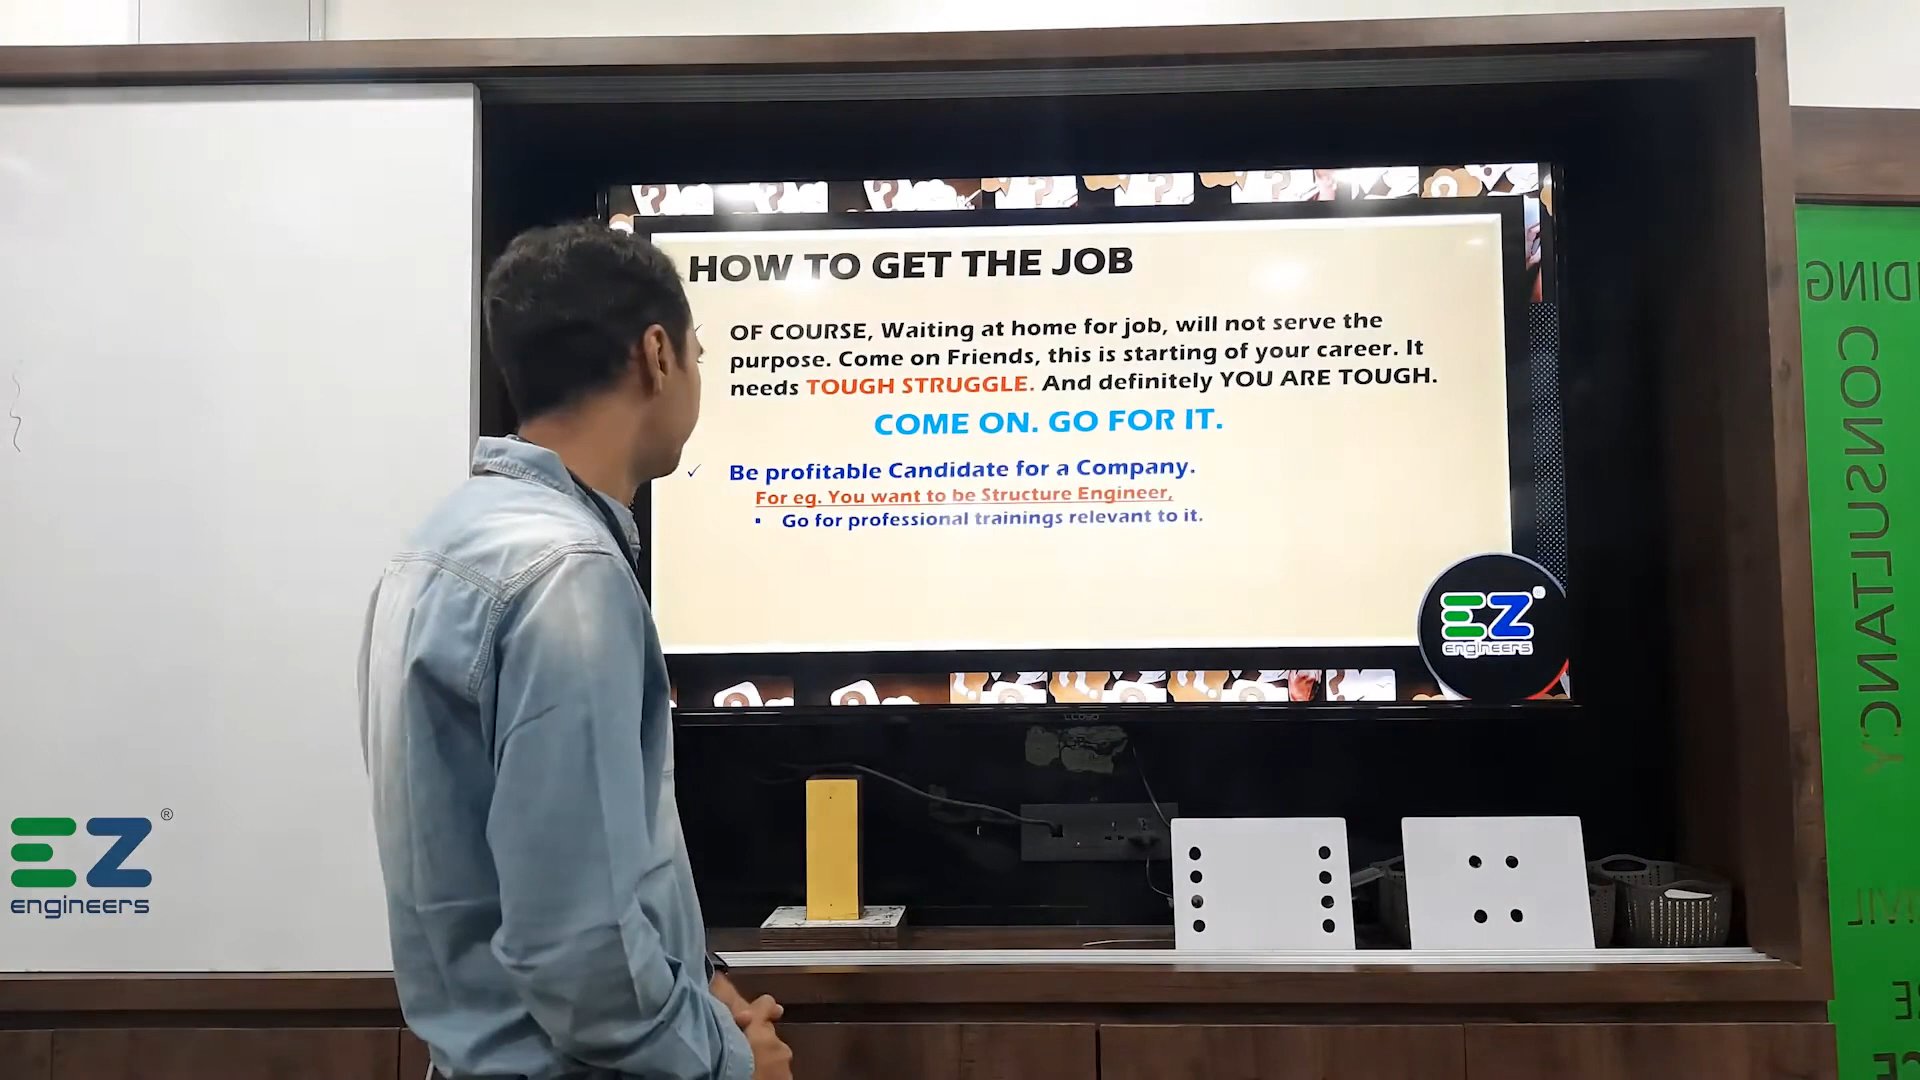 HOW TO GET THE JOB
OF COURSE, Waiting at home for job, will not serve the
purpose. Come on Friends, this is starting of your career. It
needs TOUGH STRUGGLE. And definitely YOU ARE TOUGH.
COME ON. GO FOR IT.
✓ Be profitable Candidate for a Company.
For eg. You want to be Structure Engineer,
▪ Go for professional trainings relevant to it.
EZ®
engineers
LLOYD
EZ®
engineers
CONSULTANCY